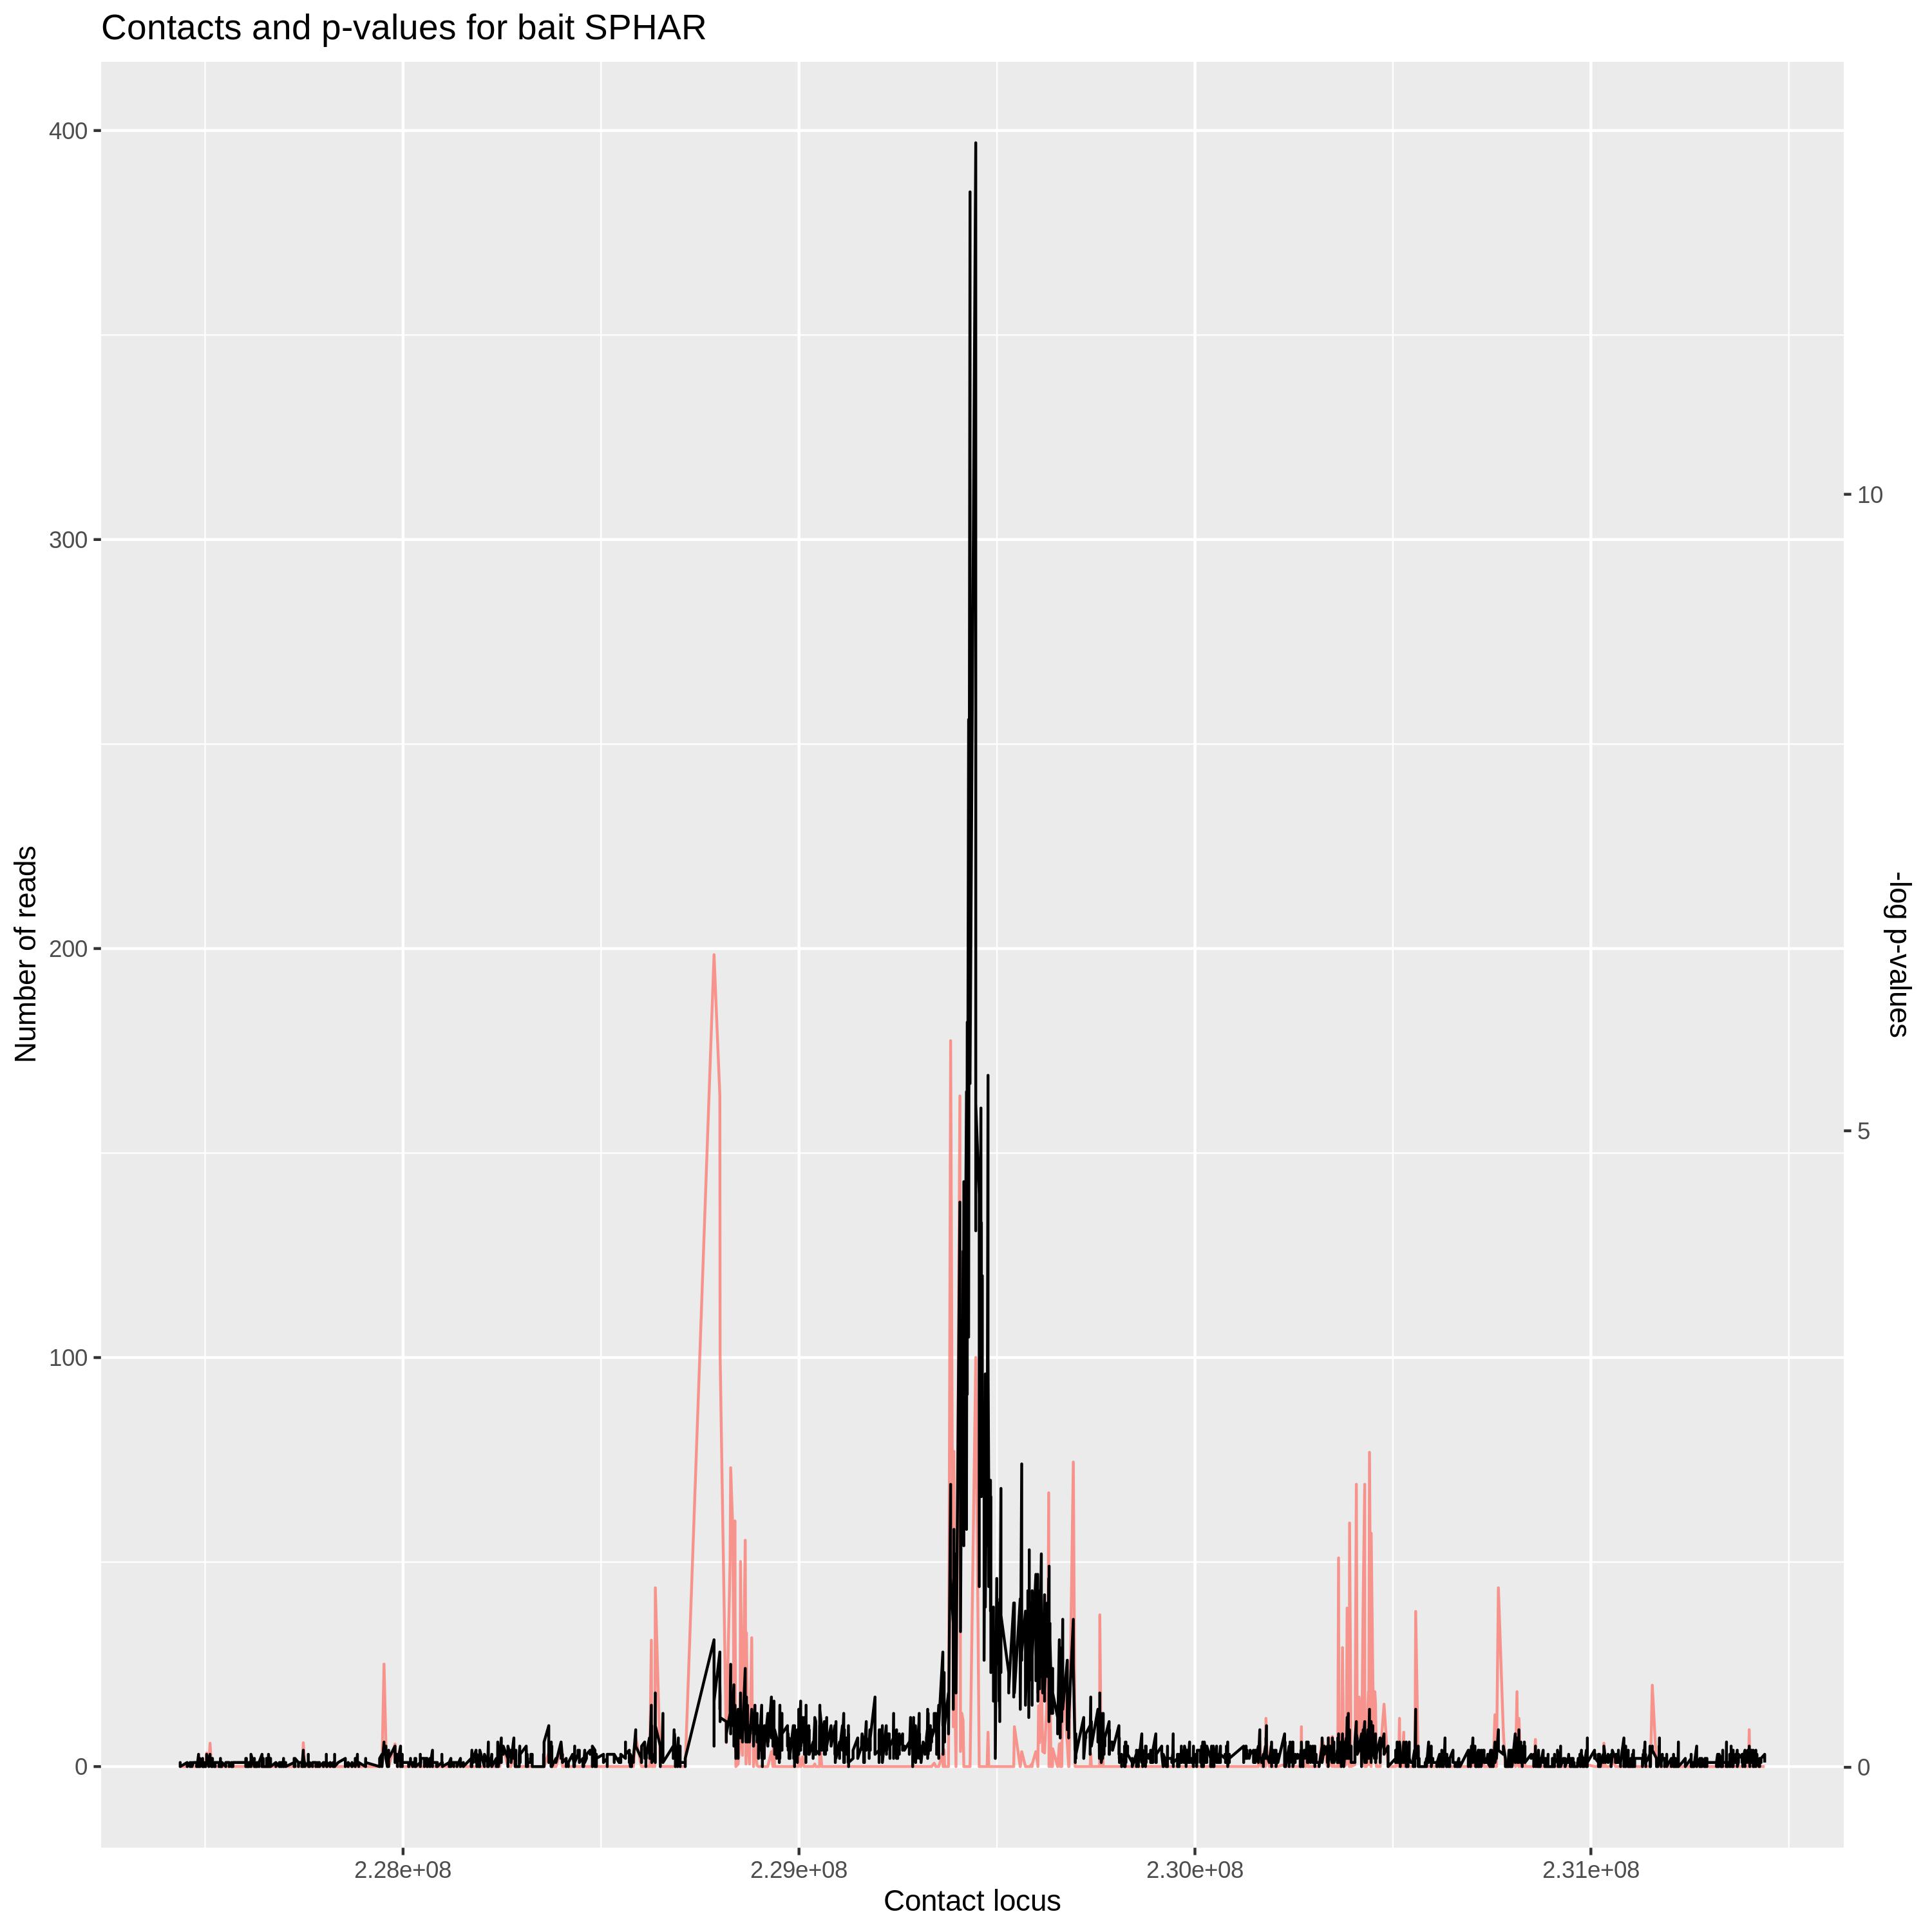 Contacts and p-values for bait SPHAR
400
300
200
100
0
Number of reads
10
5
0
-log p-values
2.28e+08
2.29e+08
2.30e+08
2.31e+08
Contact locus